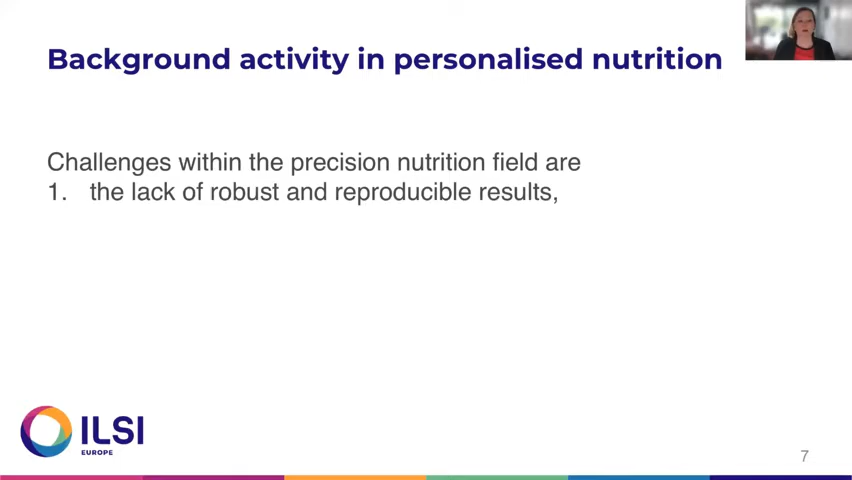 Background activity in personalised nutrition
Challenges within the precision nutrition field are
1. the lack of robust and reproducible results,
ILSI
EUROPE
7